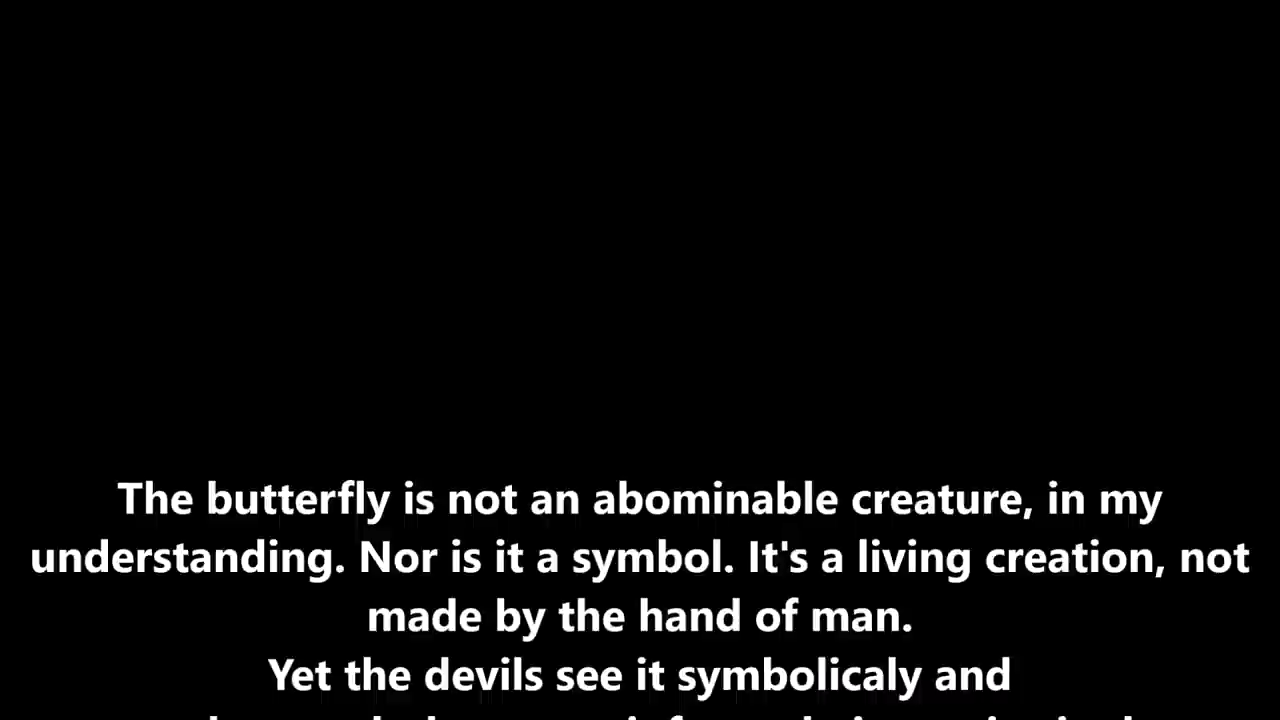 The butterfly is not an abominable creature, in my
understanding. Nor is it a symbol. It's a living creation, not
made by the hand of man.
Yet the devils see it symbolicaly and